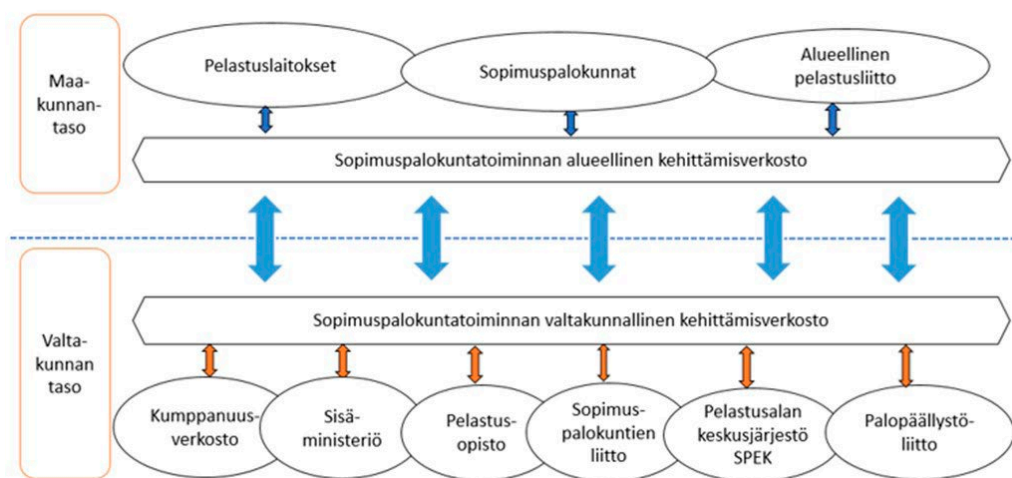 Maa-
kunnan-
taso
Pelastuslaitokset
Sopimuspalokunnat
Alueellinen
pelastusliitto
Sopimuspalokuntatoiminnan alueellinen kehittämisverkosto
Valta-
kunnan
taso
Sopimuspalokuntatoiminnan valtakunnallinen kehittämisverkosto
Kumppanuus-
verkosto
Sisä-
ministeriö
Pelastus-
opisto
Sopimus-
palokuntien
liitto
Pelastusalan
keskusjärjestö
SPEK
Palopäällystö-
liitto